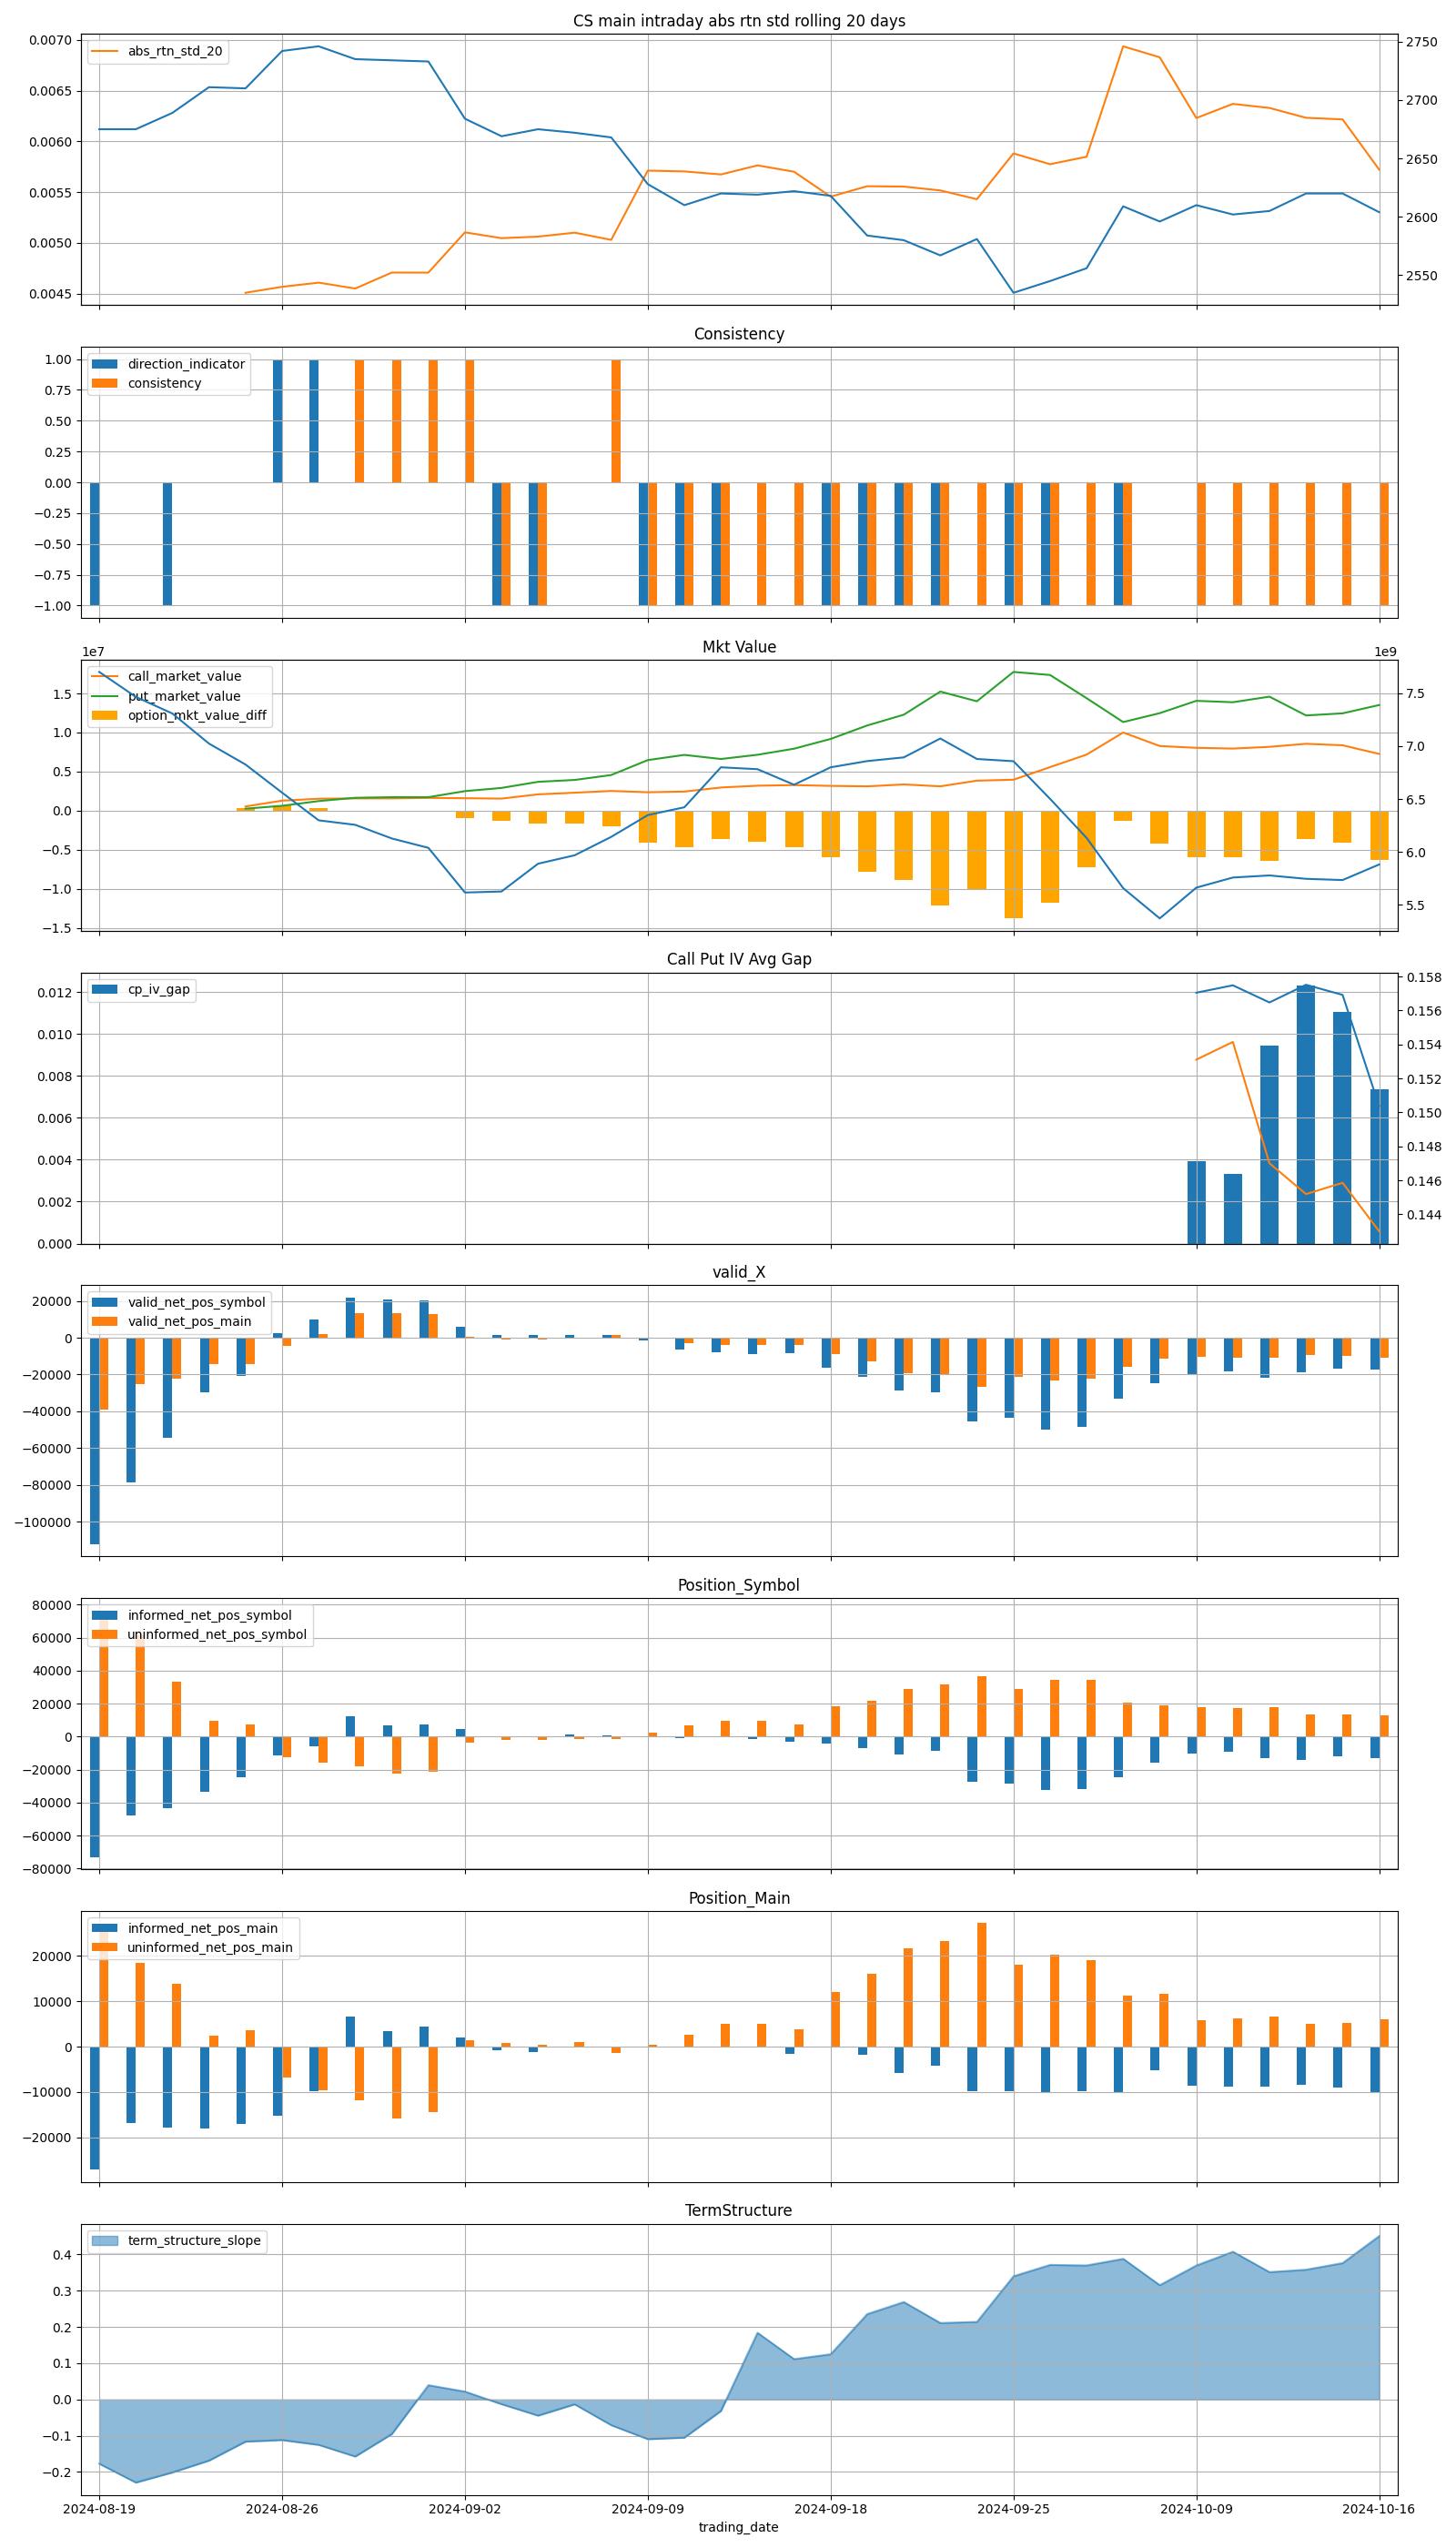 CS main intraday abs rtn std rolling 20 days
abs_rtn_std_20
0.0070
0.0065
0.0060
0.0055
0.0050
0.0045
2750
2700
2650
2600
2550
Consistency
direction_indicator
consistency
1.00
0.75
0.50
0.25
0.00
−0.25
−0.50
−0.75
−1.00
Mkt Value
1e7
1e9
call_market_value
put_market_value
option_mkt_value_diff
1.5
1.0
0.5
0.0
−0.5
−1.0
−1.5
7.5
7.0
6.5
6.0
5.5
Call Put IV Avg Gap
cp_iv_gap
0.012
0.010
0.008
0.006
0.004
0.002
0.000
0.158
0.156
0.154
0.152
0.150
0.148
0.146
0.144
valid_X
valid_net_pos_symbol
valid_net_pos_main
20000
0
−20000
−40000
−60000
−80000
−100000
Position_Symbol
informed_net_pos_symbol
uninformed_net_pos_symbol
80000
60000
40000
20000
0
−20000
−40000
−60000
−80000
Position_Main
informed_net_pos_main
uninformed_net_pos_main
20000
10000
0
−10000
−20000
TermStructure
term_structure_slope
0.4
0.3
0.2
0.1
0.0
−0.1
−0.2
2024-08-19 2024-08-26 2024-09-02 2024-09-09 2024-09-18 2024-09-25 2024-10-09 2024-10-16
trading_date